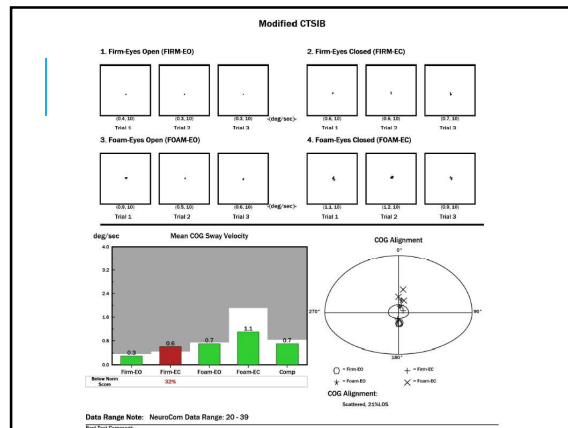 Modified CTSIB
1. Firm-Eyes Open (FIRM-EO)
2. Firm-Eyes Closed (FIRM-EC)
(0.4, 10) (0.3, 10) (0.3, 10) -(deg/sec)- (0.6, 10) (0.6, 10) (0.7, 10)
Trial 1 Trial 2 Trial 3 Trial 1 Trial 2 Trial 3
3. Foam-Eyes Open (FOAM-EO)
4. Foam-Eyes Closed (FOAM-EC)
(0.9, 10) (0.5, 10) (0.6, 10) -(deg/sec)- (1.1, 10) (1.2, 10) (0.9, 10)
Trial 1 Trial 2 Trial 3 Trial 1 Trial 2 Trial 3
deg/sec Mean COG Sway Velocity
4.0
3.2
2.4
1.6
0.8
0.0
0.3 0.6 0.7 1.1 0.7
Firm-EO Firm-EC Foam-EO Foam-EC Comp
Below Norm
Score
32%
COG Alignment
0°
270° 90°
180°
= Firm-EO = Firm-EC
= Foam-EO = Foam-EC
COG Alignment:
Scattered, 21%LOS
Data Range Note: NeuroCom Data Range: 20 - 39